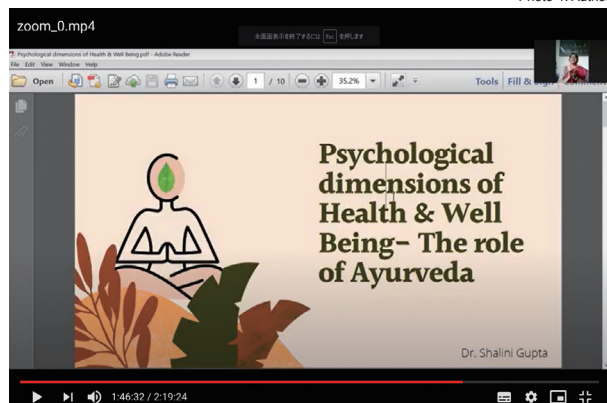 zoom_0.mp4
全画面表示を終了するには Esc を押します
Psychological dimensions of Health & Well Being.pdf - Adobe Reader
File Edit View Window Help
Open 1 / 10 35.2% Tools Fill & Sign Comment
Psychological
dimensions of
Health & Well
Being- The role
of Ayurveda
Dr. Shalini Gupta
1:46:32 / 2:19:24